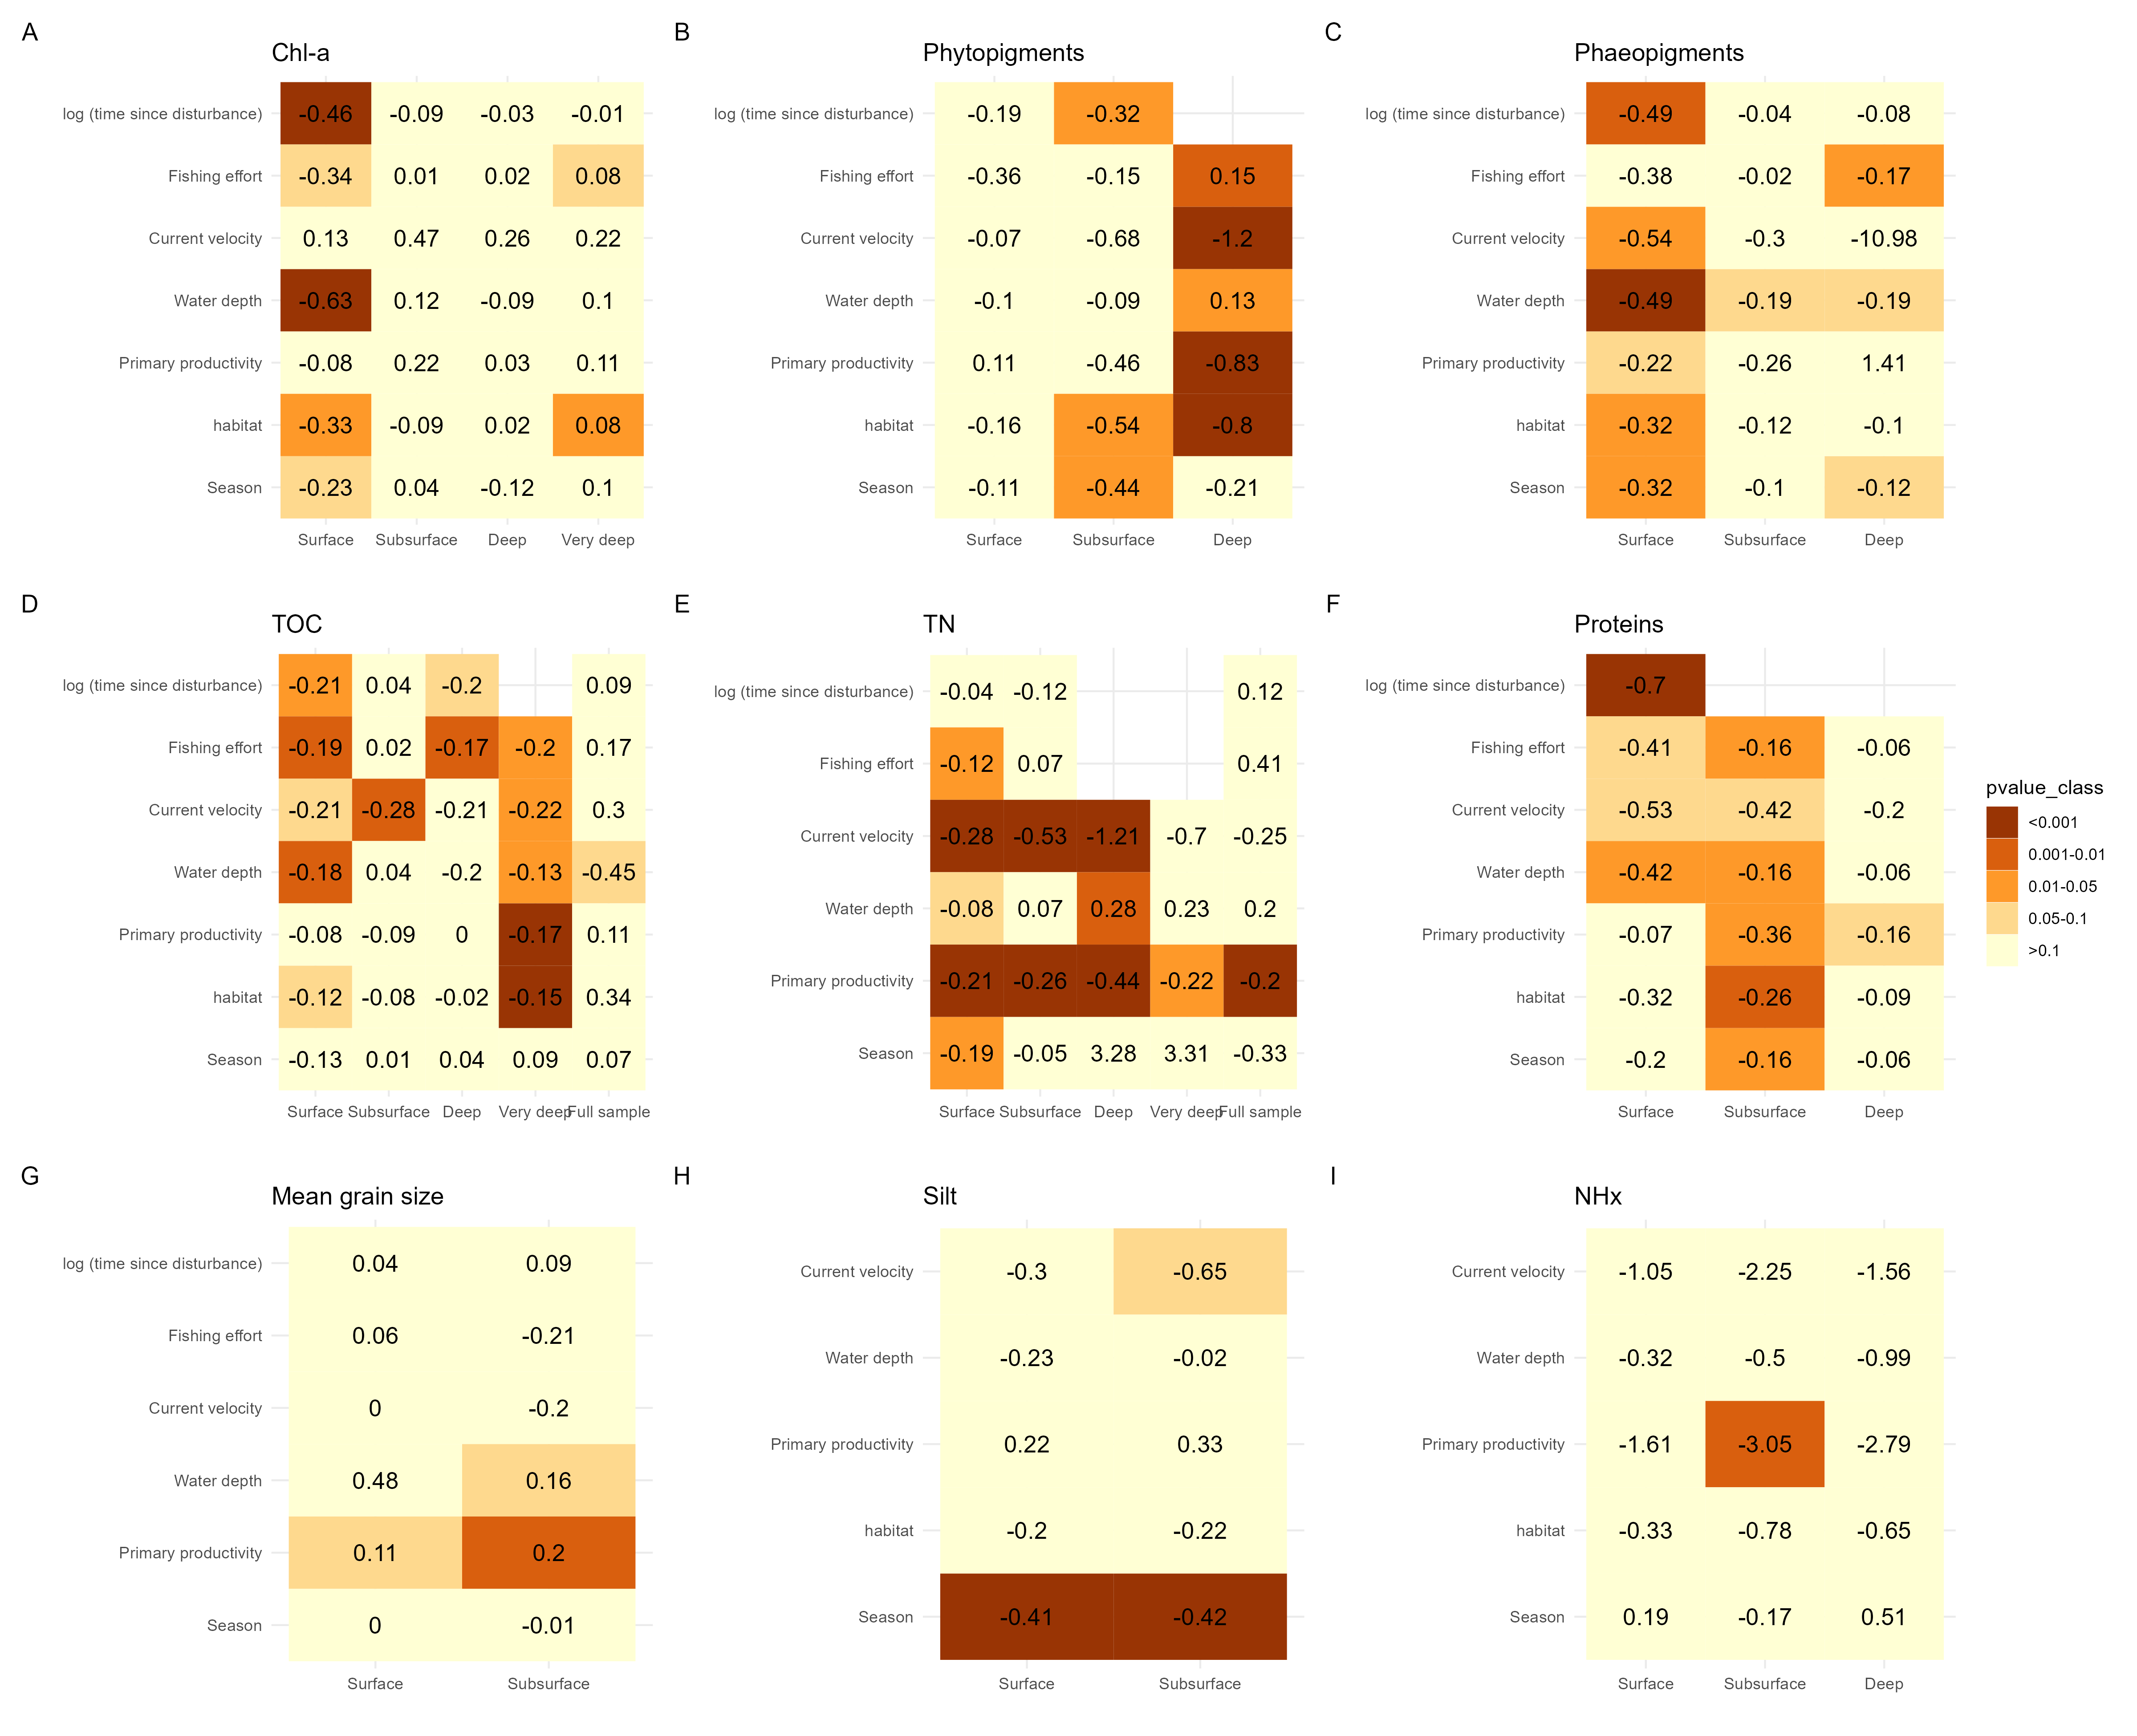 A
Chl-a
log (time since disturbance) -0.46 -0.09 -0.03 -0.01
Fishing effort -0.34 0.01 0.02 0.08
Current velocity 0.13 0.47 0.26 0.22
Water depth -0.63 0.12 -0.09 0.1
Primary productivity -0.08 0.22 0.03 0.11
habitat -0.33 -0.09 0.02 0.08
Season -0.23 0.04 -0.12 0.1
Surface Subsurface Deep Very deep
B
Phytopigments
log (time since disturbance) -0.19 -0.32
Fishing effort -0.36 -0.15 0.15
Current velocity -0.07 -0.68 -1.2
Water depth -0.1 -0.09 0.13
Primary productivity 0.11 -0.46 -0.83
habitat -0.16 -0.54 -0.8
Season -0.11 -0.44 -0.21
Surface Subsurface Deep
C
Phaeopigments
log (time since disturbance) -0.49 -0.04 -0.08
Fishing effort -0.38 -0.02 -0.17
Current velocity -0.54 -0.3 -10.98
Water depth -0.49 -0.19 -0.19
Primary productivity -0.22 -0.26 1.41
habitat -0.32 -0.12 -0.1
Season -0.32 -0.1 -0.12
Surface Subsurface Deep
D
TOC
log (time since disturbance) -0.21 0.04 -0.2 0.09
Fishing effort -0.19 0.02 -0.17 -0.2 0.17
Current velocity -0.21 -0.28 -0.21 -0.22 0.3
Water depth -0.18 0.04 -0.2 -0.13 -0.45
Primary productivity -0.08 -0.09 0 -0.17 0.11
habitat -0.12 -0.08 -0.02 -0.15 0.34
Season -0.13 0.01 0.04 0.09 0.07
Surface Subsurface Deep Very deep Full sample
E
TN
log (time since disturbance) -0.04 -0.12 0.12
Fishing effort -0.12 0.07 0.41
Current velocity -0.28 -0.53 -1.21 -0.7 -0.25
Water depth -0.08 0.07 0.28 0.23 0.2
Primary productivity -0.21 -0.26 -0.44 -0.22 -0.2
Season -0.19 -0.05 3.28 3.31 -0.33
Surface Subsurface Deep Very deep Full sample
F
Proteins
log (time since disturbance) -0.7
Fishing effort -0.41 -0.16 -0.06
Current velocity -0.53 -0.42 -0.2
Water depth -0.42 -0.16 -0.06
Primary productivity -0.07 -0.36 -0.16
habitat -0.32 -0.26 -0.09
Season -0.2 -0.16 -0.06
Surface Subsurface Deep
pvalue_class
<0.001
0.001-0.01
0.01-0.05
0.05-0.1
>0.1
G
Mean grain size
log (time since disturbance) 0.04 0.09
Fishing effort 0.06 -0.21
Current velocity 0 -0.2
Water depth 0.48 0.16
Primary productivity 0.11 0.2
Season 0 -0.01
Surface Subsurface
H
Silt
Current velocity -0.3 -0.65
Water depth -0.23 -0.02
Primary productivity 0.22 0.33
habitat -0.2 -0.22
Season -0.41 -0.42
Surface Subsurface
I
NHx
Current velocity -1.05 -2.25 -1.56
Water depth -0.32 -0.5 -0.99
Primary productivity -1.61 -3.05 -2.79
habitat -0.33 -0.78 -0.65
Season 0.19 -0.17 0.51
Surface Subsurface Deep